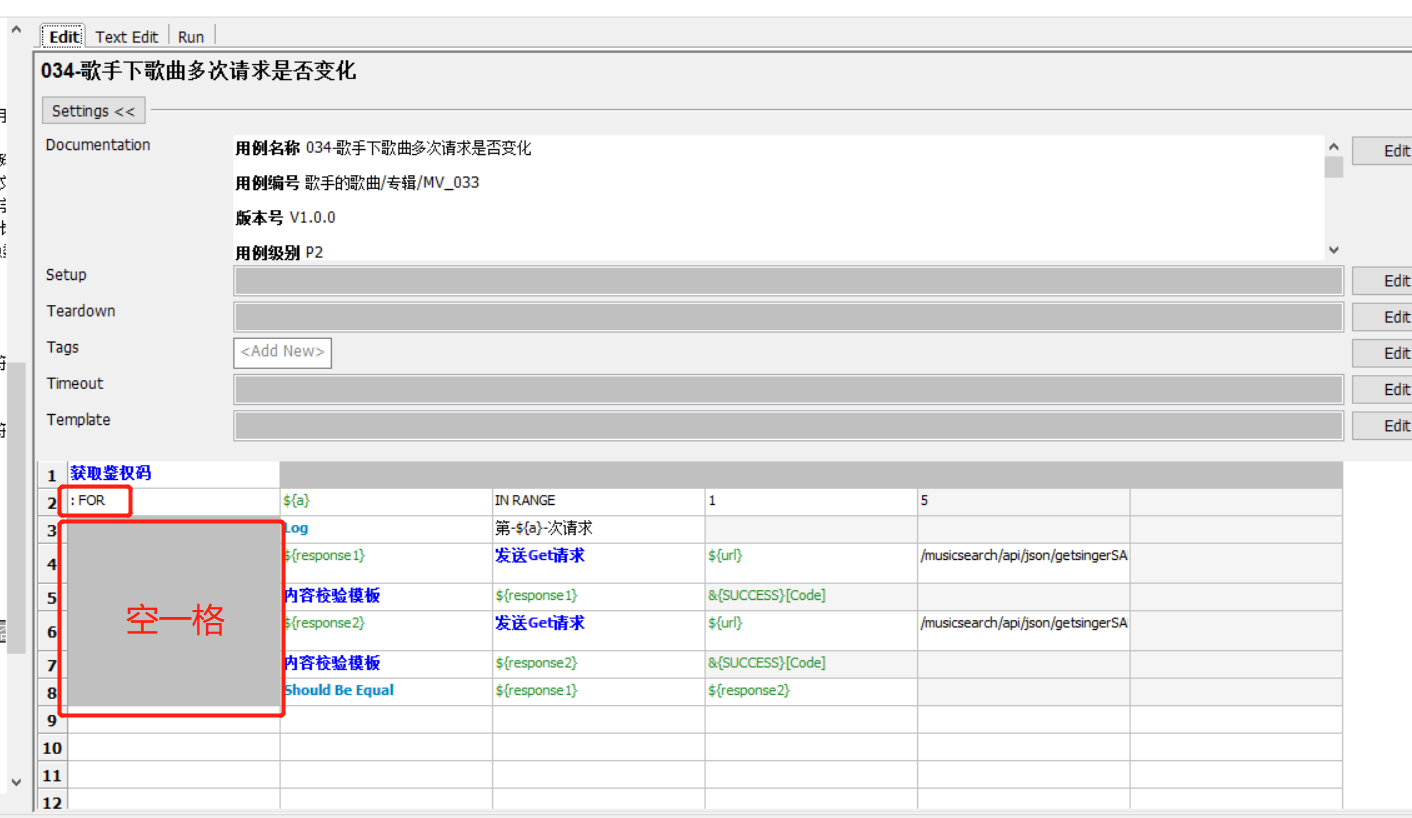 Edit Text Edit Run
034-歌手下歌曲多次请求是否变化
Settings <<
Documentation
用例名称 034-歌手下歌曲多次请求是否变化
Edit
用例编号 歌手的歌曲/专辑/MV_033
版本号 V1.0.0
用例级别 P2
Setup Edit
Teardown Edit
Tags <Add New> Edit
Timeout Edit
Template Edit
1 获取鉴权码
2 : FOR ${a} IN RANGE 1 5
3 Log 第-${a}-次请求
4 ${response1} 发送Get请求 ${url} /musicsearch/api/json/getsingerSA
5 内容校验模板 ${response1} &{SUCCESS}[Code]
空一格
6 ${response2} 发送Get请求 ${url} /musicsearch/api/json/getsingerSA
7 内容校验模板 ${response2} &{SUCCESS}[Code]
8 Should Be Equal ${response1} ${response2}
9
10
11
12